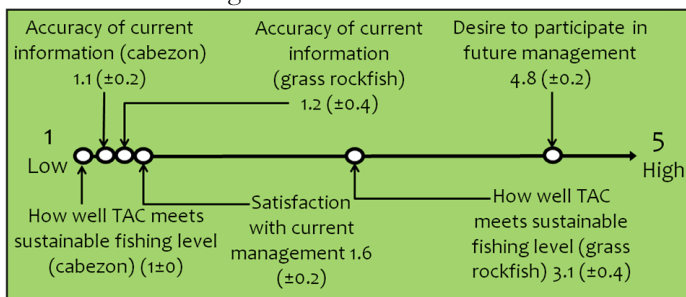 Accuracy of current
information (cabezon)
1.1 (±0.2)
Accuracy of current
information
(grass rockfish)
1.2 (±0.4)
Desire to participate in
future management
4.8 (±0.2)
1
Low
5
High
How well TAC meets
sustainable fishing level
(cabezon) (1±0)
Satisfaction
with current
management 1.6
(±0.2)
How well TAC
meets sustainable
fishing level (grass
rockfish) 3.1 (±0.4)